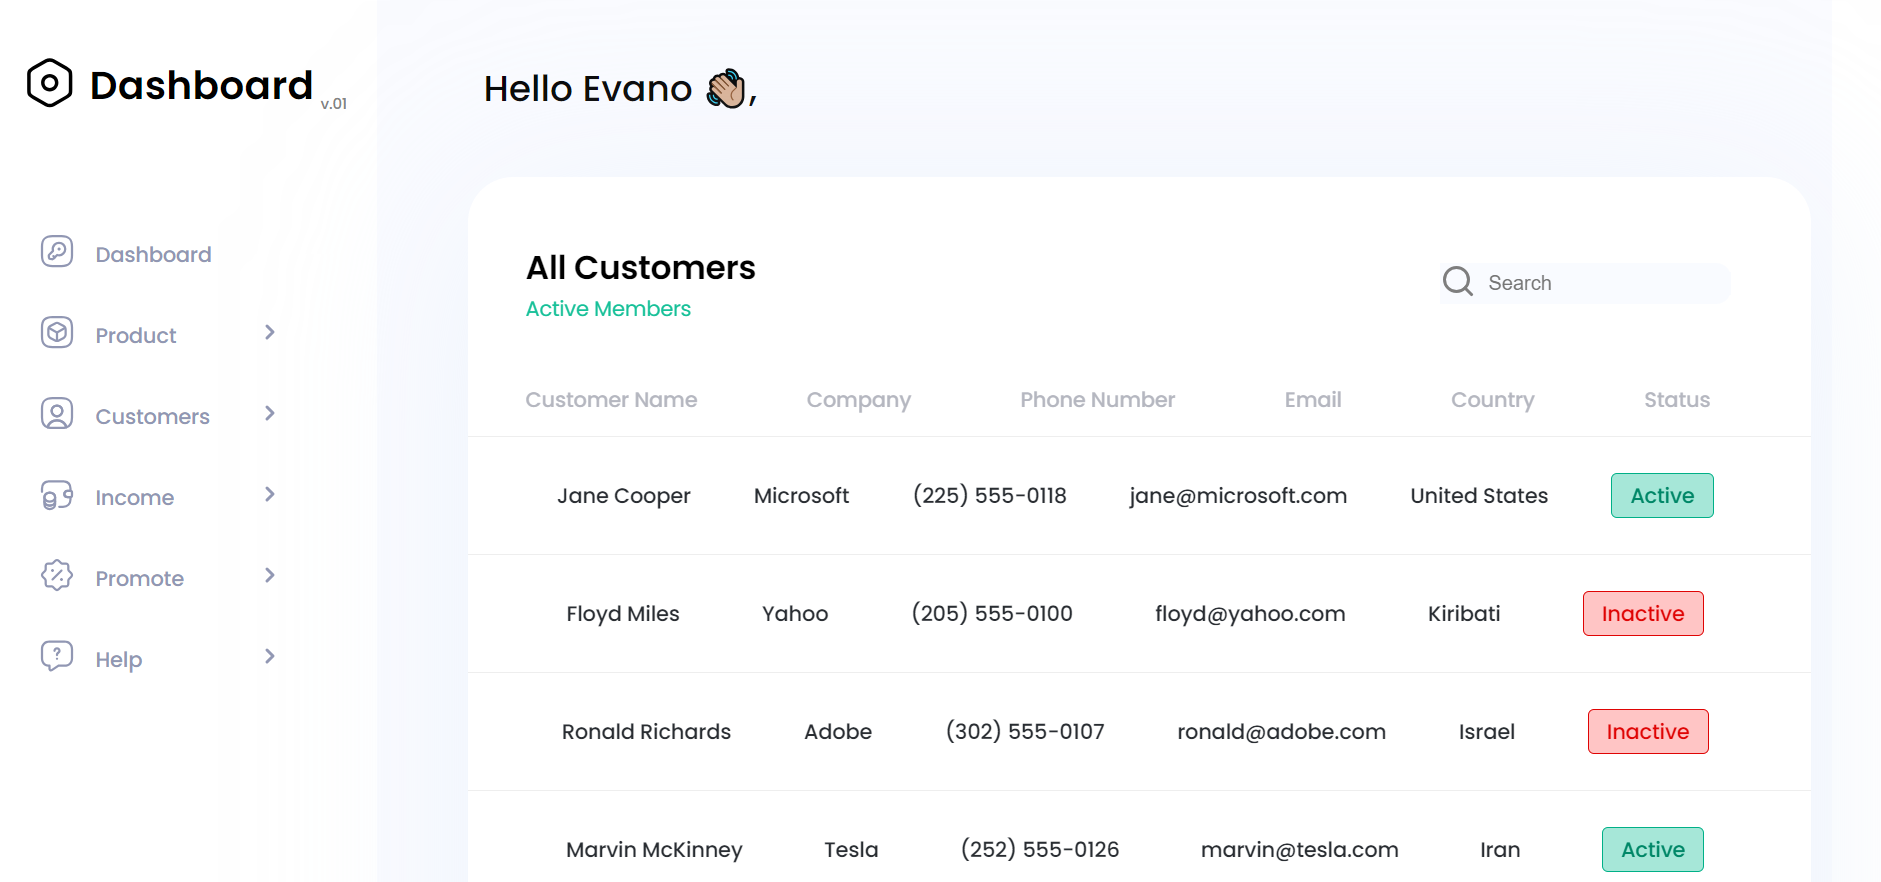 Dashboard v.01
Hello Evano 👋🏼,
Dashboard
Product
Customers
Income
Promote
Help
All Customers
Active Members
Search
Customer Name Company Phone Number Email Country Status
Jane Cooper Microsoft (225) 555-0118 jane@microsoft.com United States Active
Floyd Miles Yahoo (205) 555-0100 floyd@yahoo.com Kiribati Inactive
Ronald Richards Adobe (302) 555-0107 ronald@adobe.com Israel Inactive
Marvin McKinney Tesla (252) 555-0126 marvin@tesla.com Iran Active